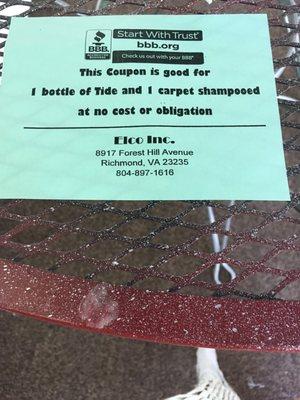 BBB
Start With Trust®
bbb.org
Check us out with your BBB®
This Coupon is good for
1 bottle of Tide and 1 carpet shampooed
at no cost or obligation
Elco Inc.
8917 Forest Hill Avenue
Richmond, VA 23235
804-897-1616